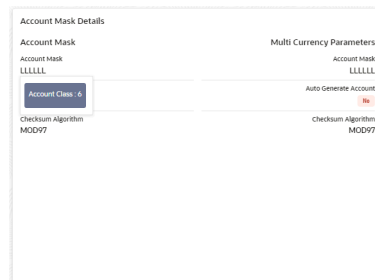 Account Mask Details
Account Mask
Multi Currency Parameters
Account Mask
LLLLLL
Account Mask
LLLLLL
Account Class : 6
Auto Generate Account
Checksum Algorithm
MOD97
Checksum Algorithm
MOD97